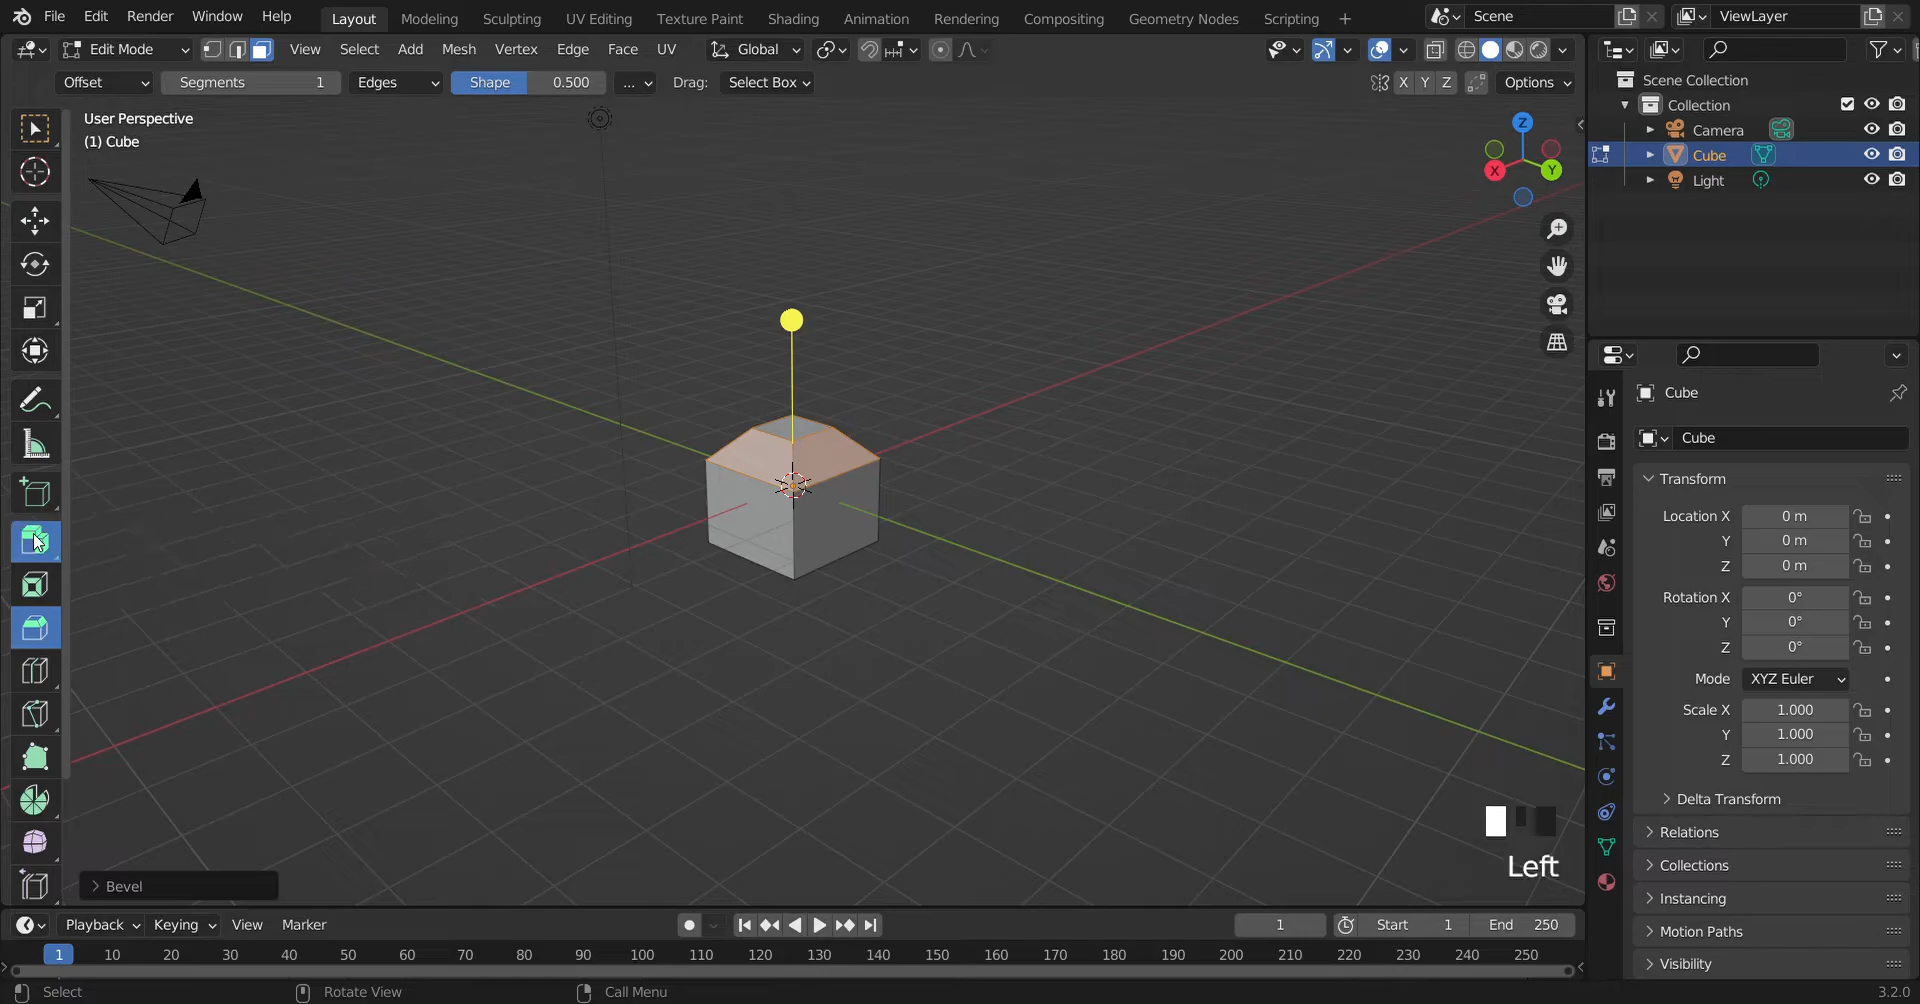 File Edit Render Window Help Layout Modeling Sculpting UV Editing Texture Paint Shading Animation Rendering Compositing Geometry Nodes Scripting + Scene ViewLayer
Edit Mode View Select Add Mesh Vertex Edge Face UV Global
Offset Segments 1 Edges Shape 0.500 ... Drag: Select Box X Y Z Options
User Perspective
(1) Cube
Z
X
Y
Scene Collection
Collection
Camera
Cube
Light
Cube
Cube
Transform
Location X 0 m
Y 0 m
Z 0 m
Rotation X 0°
Y 0°
Z 0°
Mode XYZ Euler
Scale X 1.000
Y 1.000
Z 1.000
Delta Transform
Relations
Collections
Instancing
Motion Paths
Visibility
Left
Bevel
Playback Keying View Marker 1 Start 1 End 250
1 10 20 30 40 50 60 70 80 90 100 110 120 130 140 150 160 170 180 190 200 210 220 230 240 250
Select Rotate View Call Menu 3.2.0